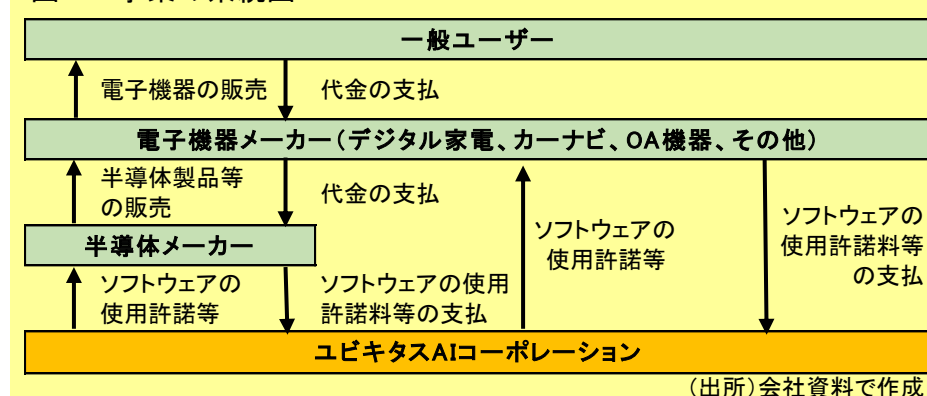 一般ユーザー
電子機器の販売
代金の支払
電子機器メーカー(デジタル家電、カーナビ、OA機器、その他)
半導体製品等
の販売
代金の支払
ソフトウェアの
使用許諾等
ソフトウェアの
使用許諾料等
の支払
半導体メーカー
ソフトウェアの
使用許諾等
ソフトウェアの使用
許諾料等の支払
ユビキタスAIコーポレーション
(出所)会社資料で作成